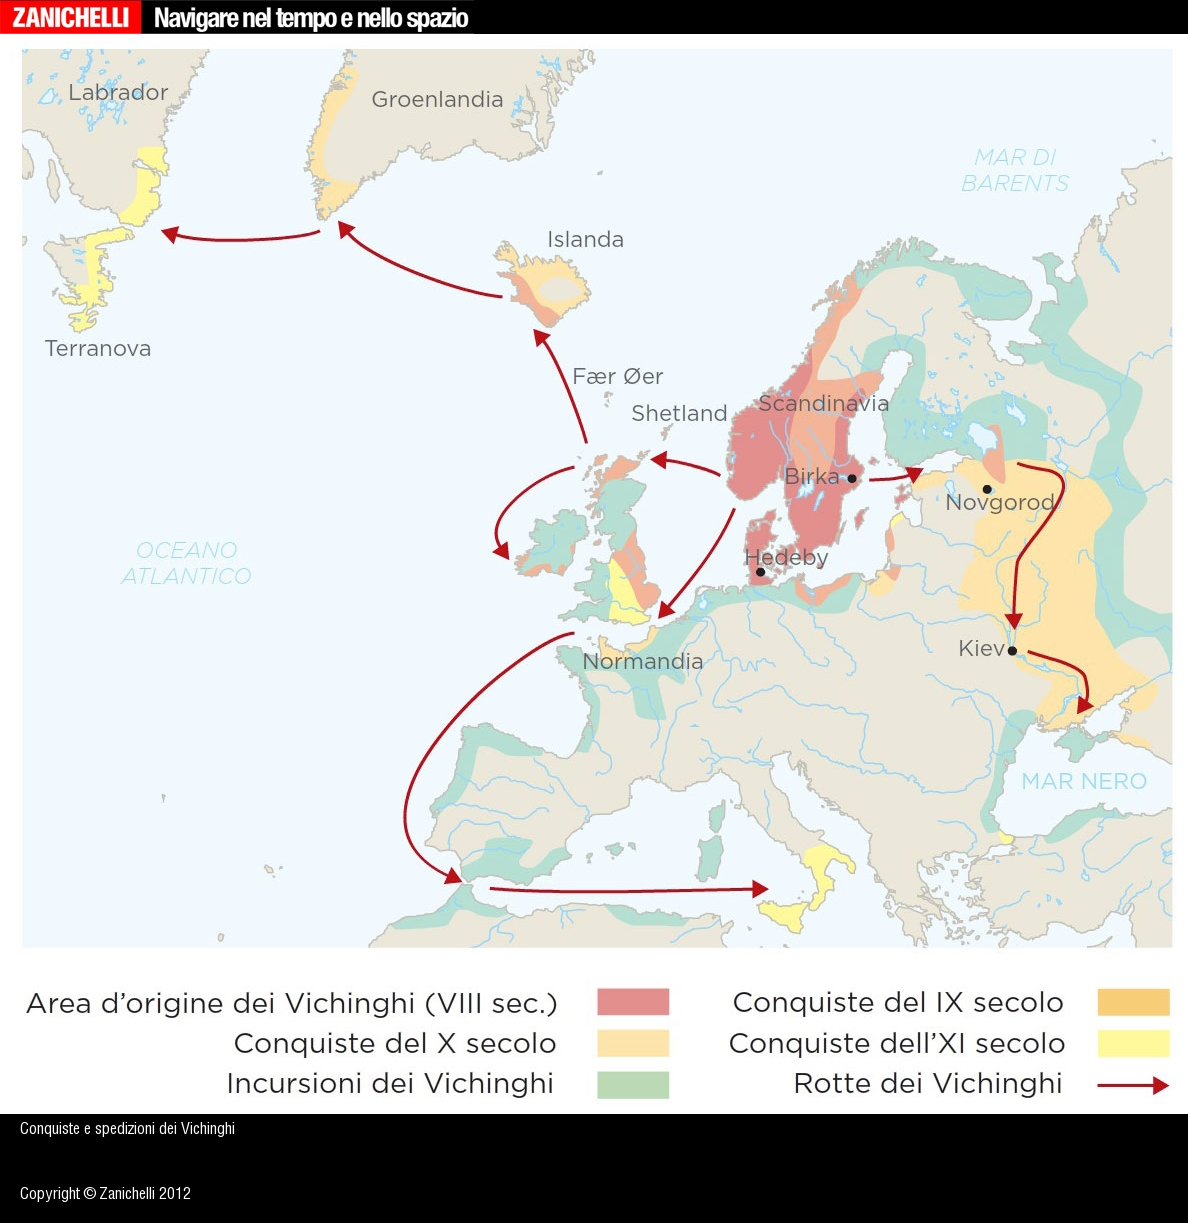 ZANICHELLI Navigare nel tempo e nello spazio
Labrador
Groenlandia
MAR DI
BARENTS
Islanda
Terranova
Fær Øer
Shetland
Scandinavia
Birka
Novgorod
OCEANO
ATLANTICO
Hedeby
Kiev
Normandia
MAR NERO
Area d’origine dei Vichinghi (VIII sec.)
Conquiste del IX secolo
Conquiste del X secolo
Conquiste dell’XI secolo
Incursioni dei Vichinghi
Rotte dei Vichinghi
Conquiste e spedizioni dei Vichinghi
Copyright © Zanichelli 2012